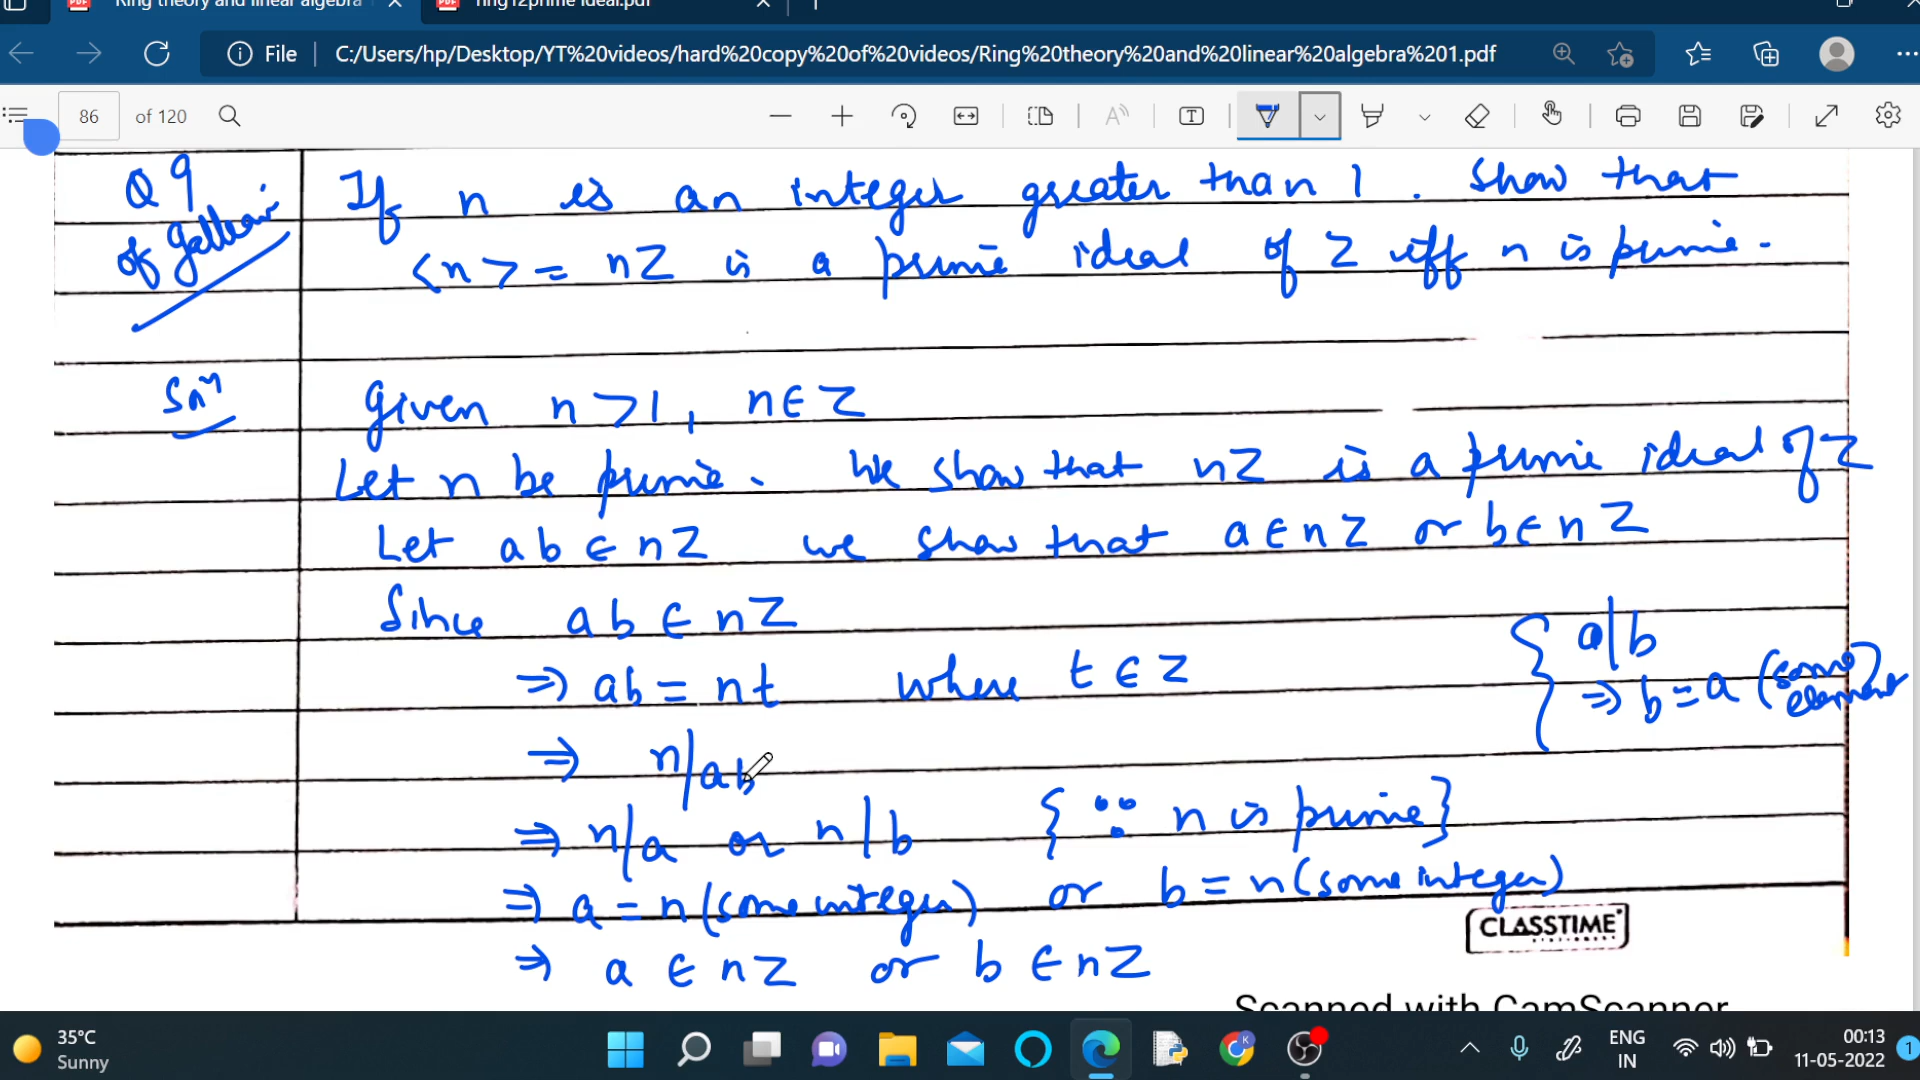 Ring theory and linear algebra
ring12prime ideal.pdf
File
C:/Users/hp/Desktop/YT%20videos/hard%20copy%20of%20videos/Ring%20theory%20and%20linear%20algebra%201.pdf
86 of 120
Q 9 If n is an integer greater than 1. Show that
of gallian <n> = nZ is a prime ideal of Z iff n is prime.
Soln given n>1, n∈Z
Let n be prime. We show that nZ is a prime ideal of Z
Let ab∈nZ we show that a∈nZ or b∈nZ
Since ab∈nZ
⇒ ab = nt where t∈Z
{ a|b
⇒ b=a (some element
⇒ n|ab
⇒ n|a or n|b {∵ n is prime}
⇒ a = n(some integer) or b = n(some integer)
⇒ a ∈ nZ or b ∈ nZ
CLASSTIME
Scanned with CamScanner
35°C
Sunny
ENG
IN
00:13
11-05-2022
1